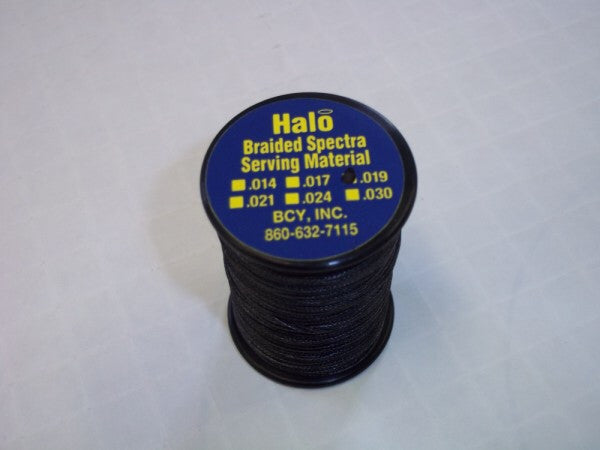 Halo
Braided Spectra
Serving Material
.014 .017 .019
.021 .024 .030
BCY, INC.
860-632-7115